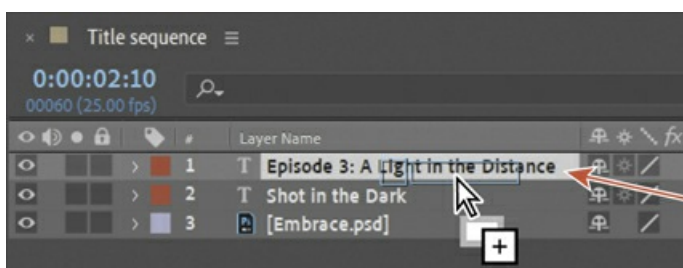 Title sequence
0:00:02:10
00060 (25.00 fps)
# Layer Name fx
1 T Episode 3: A Light in the Distance
2 T Shot in the Dark
3 [Embrace.psd]